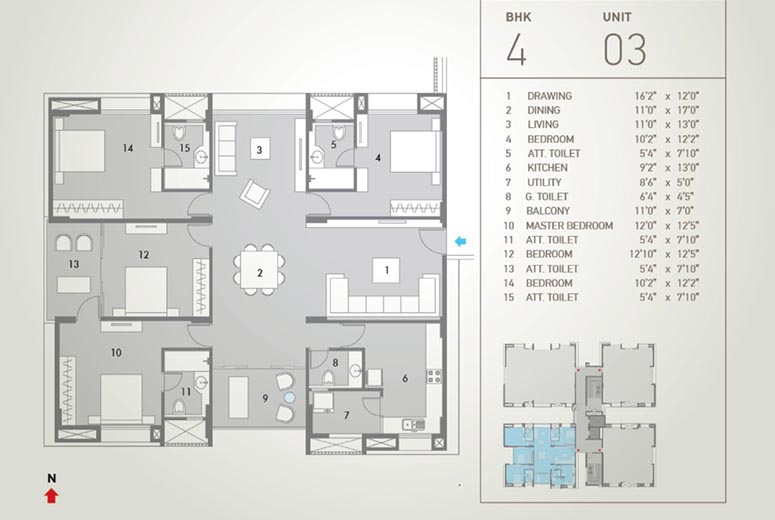 BHK UNIT
4 03
1 DRAWING 16'2" x 12'0"
2 DINING 11'0" x 17'0"
3 LIVING 11'0" x 13'0"
4 BEDROOM 10'2" x 12'2"
5 ATT. TOILET 5'4" x 7'10"
6 KITCHEN 9'2" x 13'0"
7 UTILITY 8'6" x 5'0"
8 G. TOILET 6'4" x 4'5"
9 BALCONY 11'0" x 7'0"
10 MASTER BEDROOM 12'0" x 12'5"
11 ATT. TOILET 5'4" x 7'10"
12 BEDROOM 12'10" x 12'5"
13 ATT. TOILET 5'4" x 7'10"
14 BEDROOM 10'2" x 12'2"
15 ATT. TOILET 5'4" x 7'10"
14 15 3 5 4
13 12 2 1
10 11 9 8 7 6
N